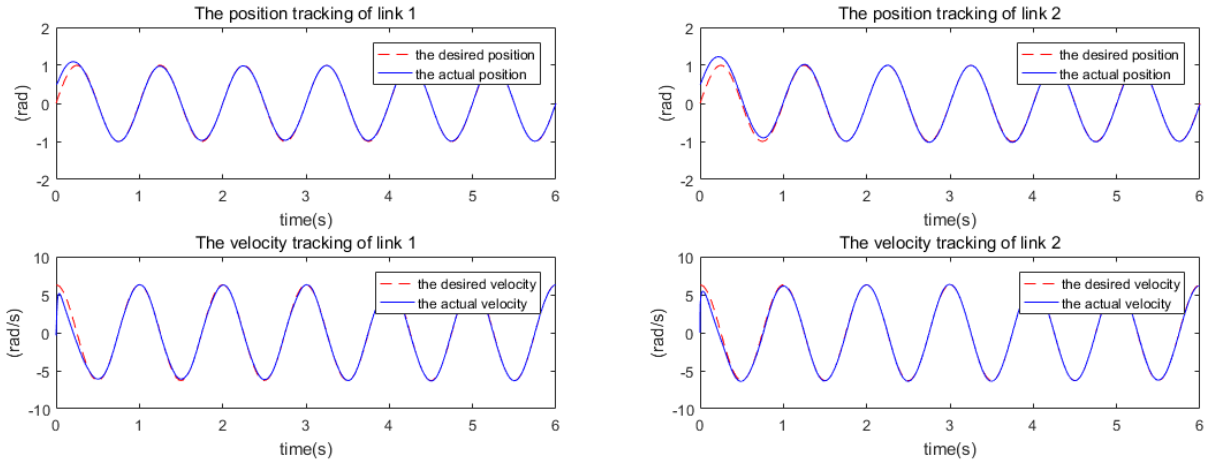 The position tracking of link 1
2
1
0
-1
-2
(rad)
the desired position
the actual position
0 1 2 3 4 5 6
time(s)
The position tracking of link 2
2
1
0
-1
-2
(rad)
the desired position
the actual position
0 1 2 3 4 5 6
time(s)
The velocity tracking of link 1
10
5
0
-5
-10
(rad/s)
the desired velocity
the actual velocity
0 1 2 3 4 5 6
time(s)
The velocity tracking of link 2
10
5
0
-5
-10
(rad/s)
the desired velocity
the actual velocity
0 1 2 3 4 5 6
time(s)